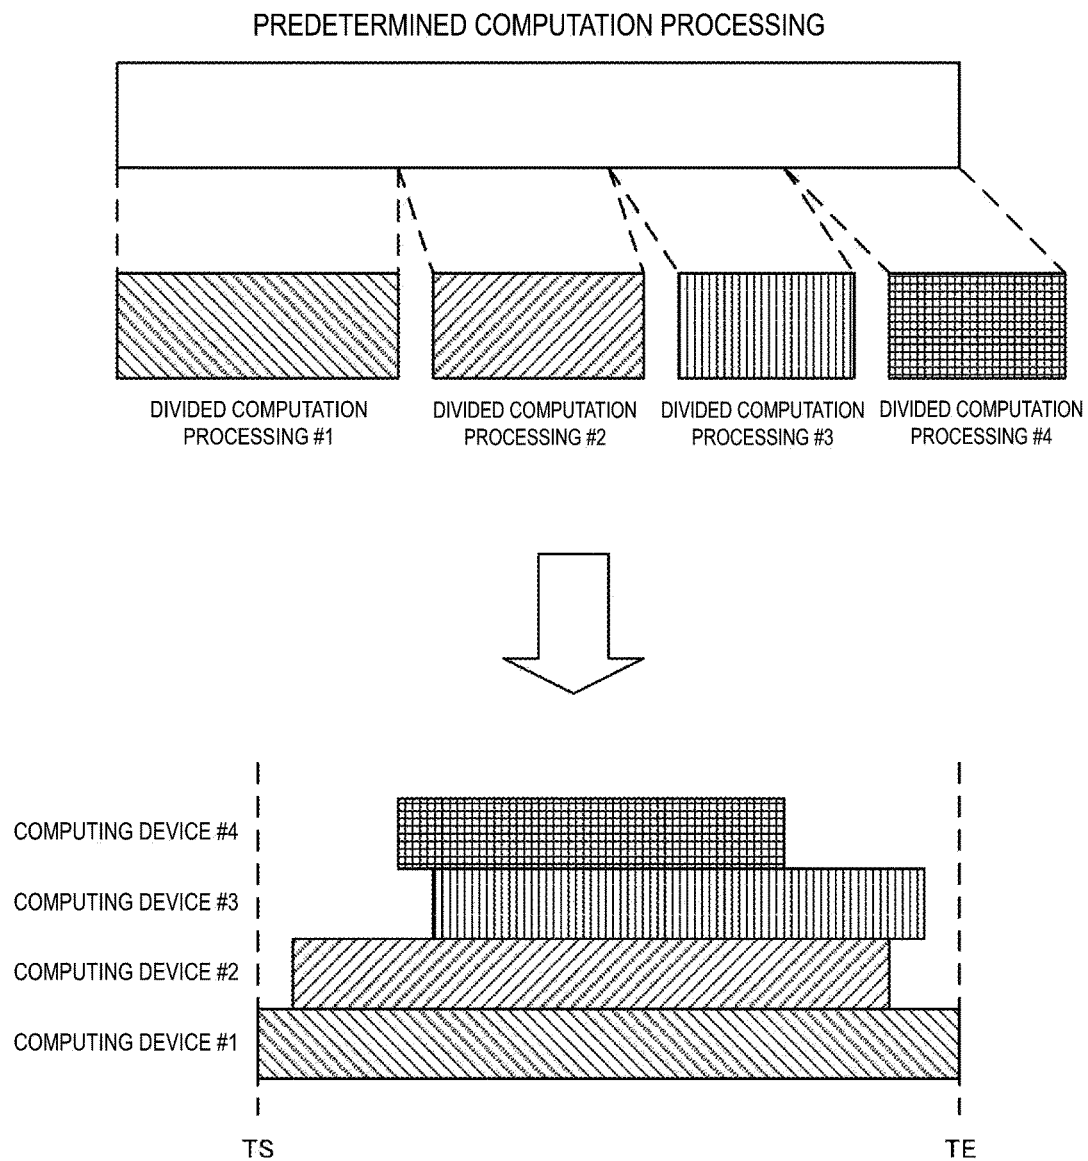 PREDETERMINED COMPUTATION PROCESSING
DIVIDED COMPUTATION
PROCESSING #1
DIVIDED COMPUTATION
PROCESSING #2
DIVIDED COMPUTATION
PROCESSING #3
DIVIDED COMPUTATION
PROCESSING #4
COMPUTING DEVICE #4
COMPUTING DEVICE #3
COMPUTING DEVICE #2
COMPUTING DEVICE #1
TS
TE